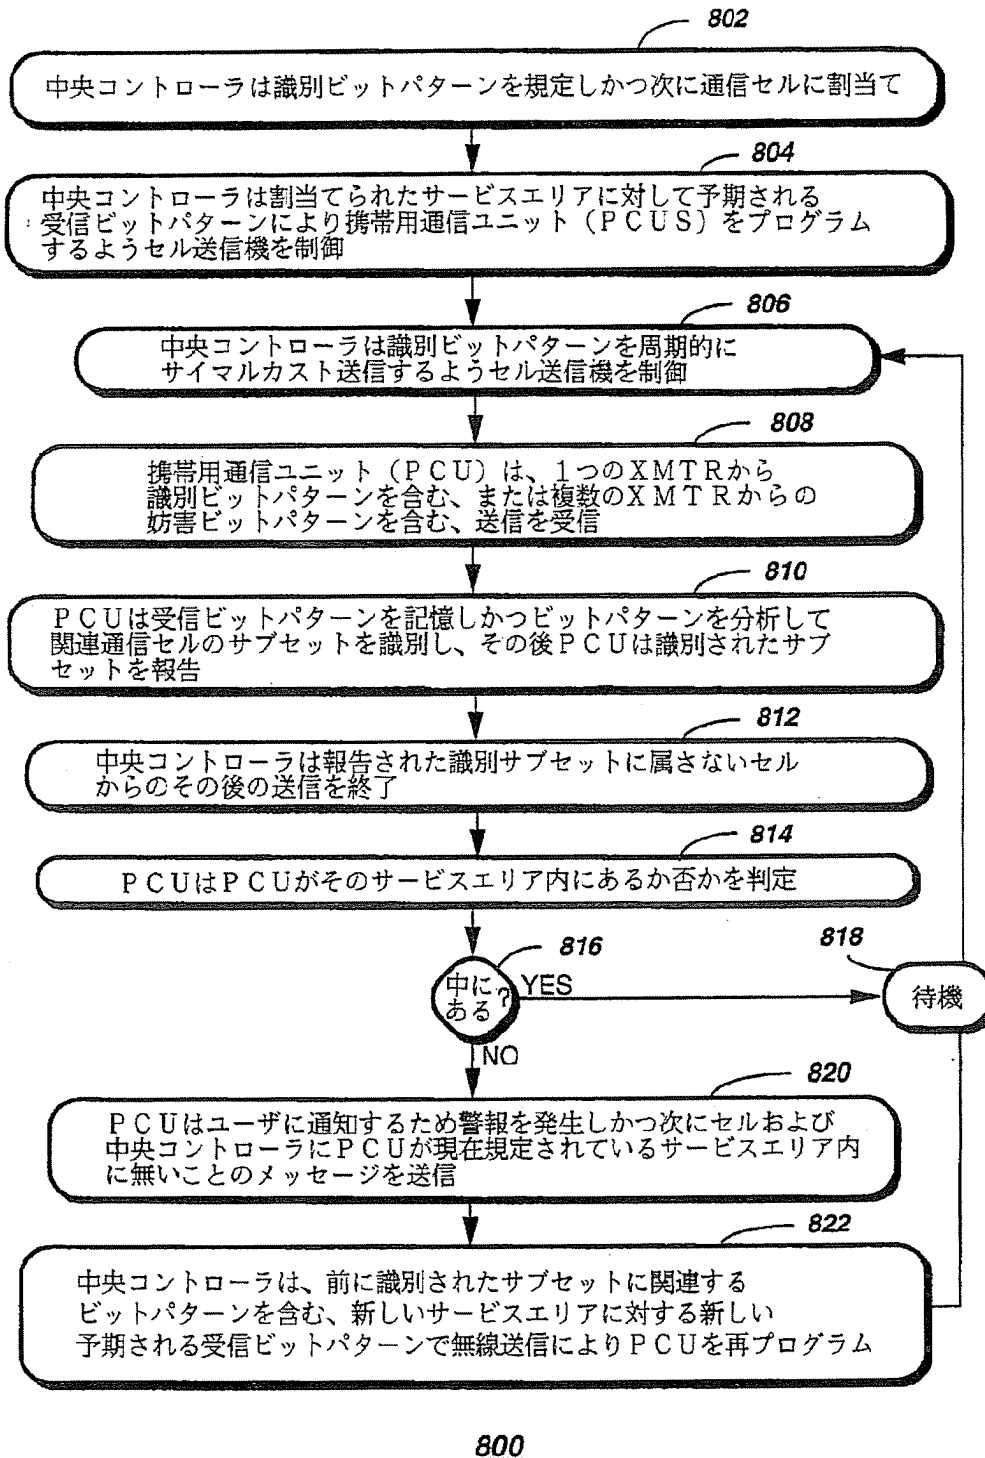 802
中央コントローラは識別ビットパターンを規定しかつ次に通信セルに割当て
804
中央コントローラは割当てられたサービスエリアに対して予期される
受信ビットパターンにより携帯用通信ユニット（PCUS）をプログラム
するようセル送信機を制御
806
中央コントローラは識別ビットパターンを周期的に
サイマルカスト送信するようセル送信機を制御
808
携帯用通信ユニット（PCU）は、1つのXMTRから
識別ビットパターンを含む、または複数のXMTRからの
妨害ビットパターンを含む、送信を受信
810
PCUは受信ビットパターンを記憶しかつビットパターンを分析して
関連通信セルのサブセットを識別し、その後PCUは識別されたサブ
セットを報告
812
中央コントローラは報告された識別サブセットに属さないセル
からのその後の送信を終了
814
PCUはPCUがそのサービスエリア内にあるか否かを判定
816
818
中に
ある?
YES
待機
NO
820
PCUはユーザに通知するため警報を発生しかつ次にセルおよび
中央コントローラにPCUが現在規定されているサービスエリア内
に無いことのメッセージを送信
822
中央コントローラは、前に識別されたサブセットに関連する
ビットパターンを含む、新しいサービスエリアに対する新しい
予期される受信ビットパターンで無線送信によりPCUを再プログラム
800